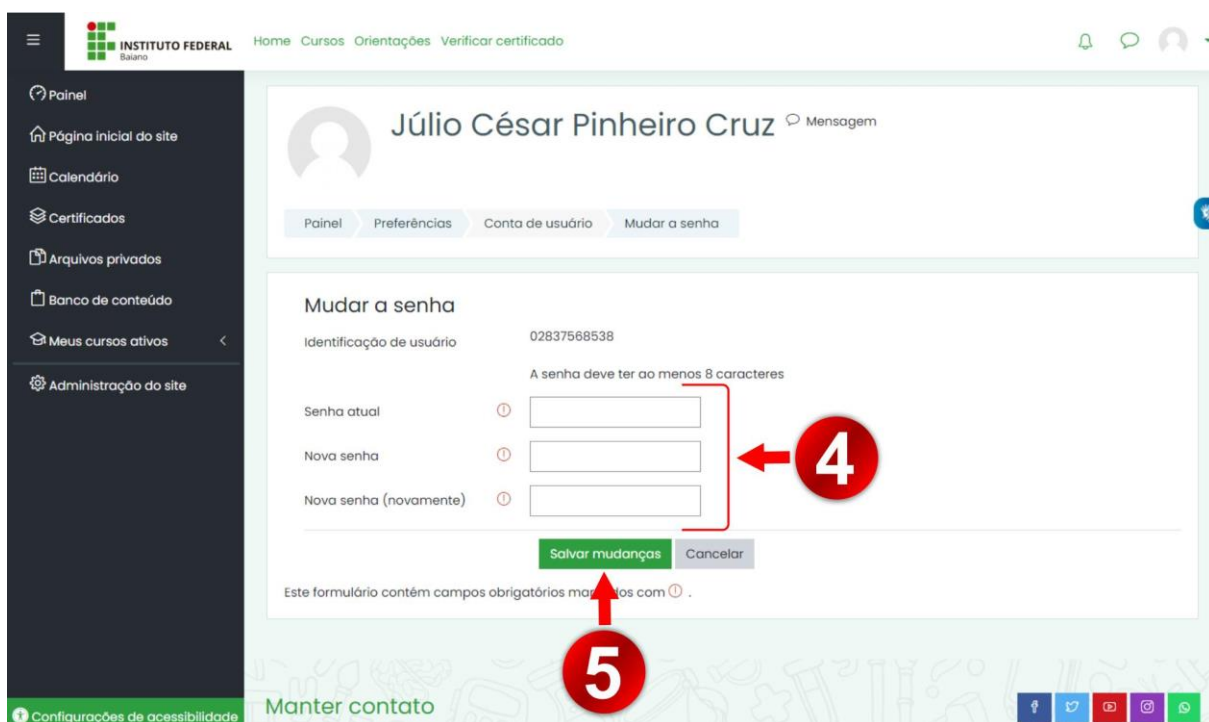 INSTITUTO FEDERAL
Baiano
Home Cursos Orientações Verificar certificado
Painel
Página inicial do site
Calendário
Certificados
Arquivos privados
Banco de conteúdo
Meus cursos ativos
Administração do site
Configurações de acessibilidade
Júlio César Pinheiro Cruz Mensagem
Painel Preferências Conta de usuário Mudar a senha
Mudar a senha
Identificação de usuário 02837568538
A senha deve ter ao menos 8 caracteres
Senha atual
Nova senha
Nova senha (novamente)
4
Salvar mudanças Cancelar
Este formulário contém campos obrigatórios com .
5
Manter contato